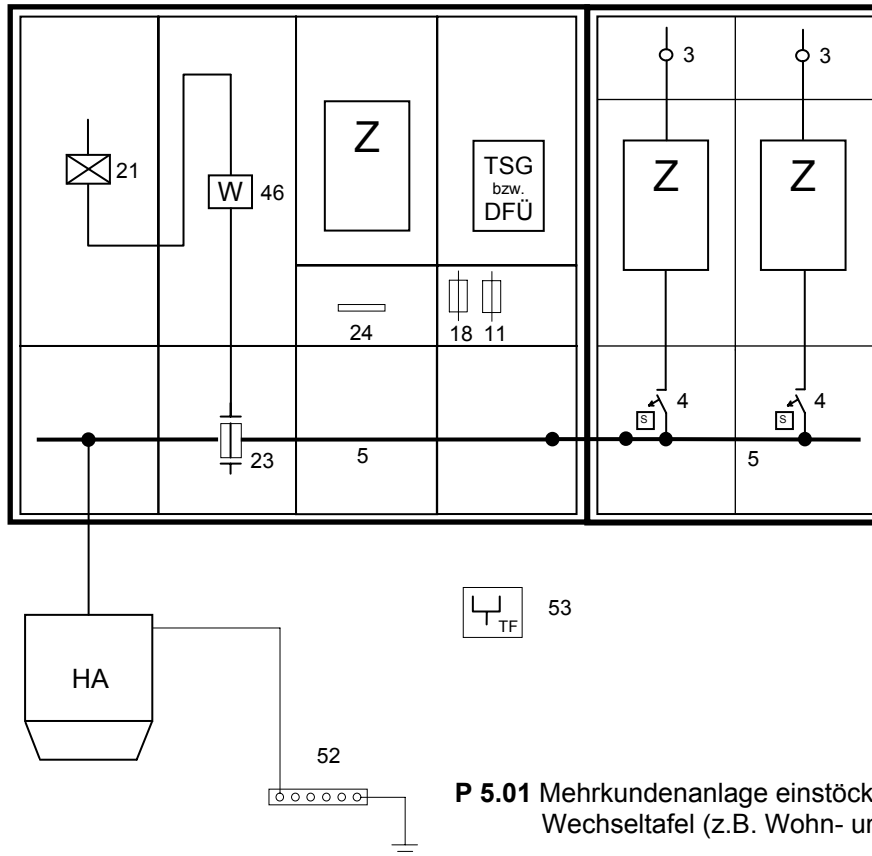 3 3
Z Z Z
21
W 46
TSG
bzw.
DFÜ
24 18 11
4 4
S S
23 5 5
53
TF
HA
52
P 5.01 Mehrkundenanlage einstöck
Wechseltafel (z.B. Wohn- un